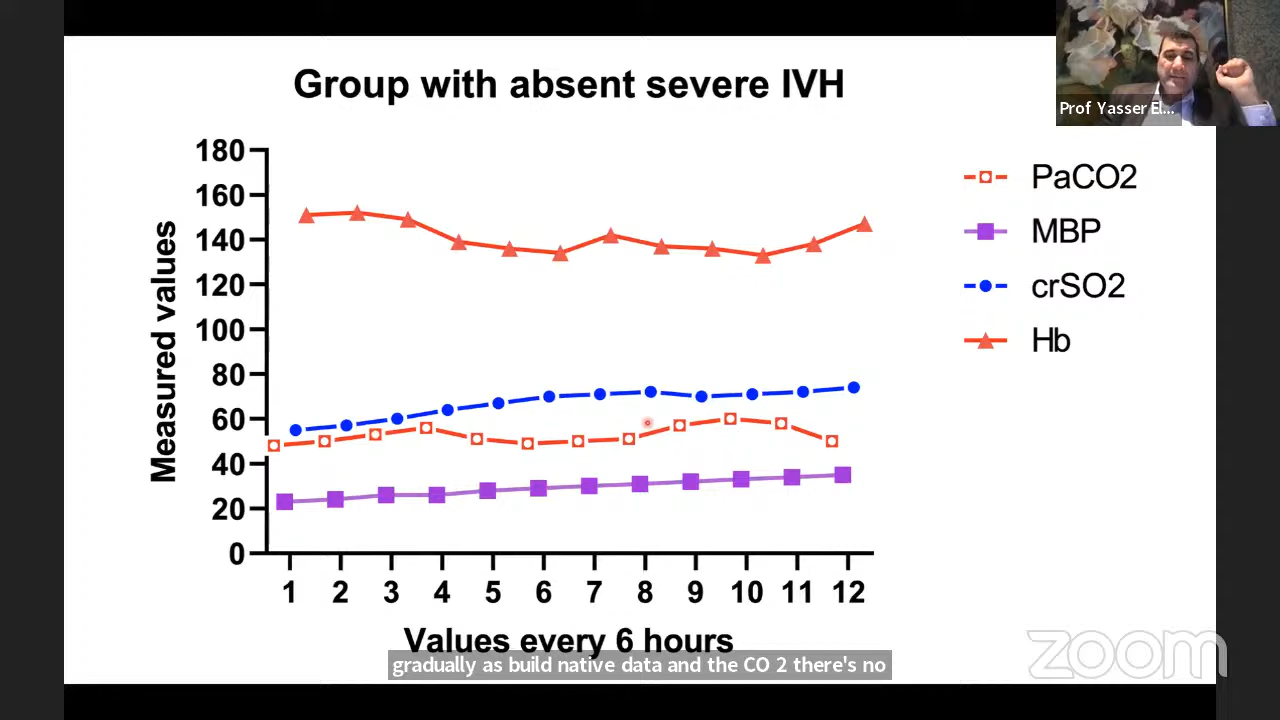 Group with absent severe IVH
Prof Yasser El...
180
160
140
120
100
80
60
40
20
0
Measured values
1 2 3 4 5 6 7 8 9 10 11 12
Values every 6 hours
PaCO2
MBP
crSO2
Hb
gradually as build native data and the CO 2 there's no
zoom